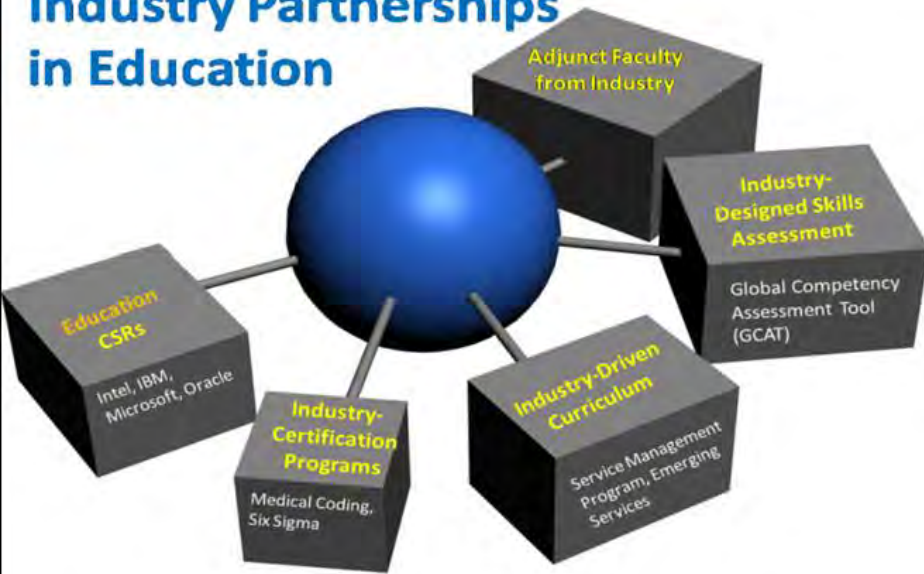 Industry Partnerships
in Education
Adjunct Faculty
from Industry
Industry-
Designed Skills
Assessment
Global Competency
Assessment Tool
(GCAT)
Education
CSRs
Intel, IBM,
Microsoft, Oracle
Industry-
Certification
Programs
Medical Coding,
Six Sigma
Industry-Driven
Curriculum
Service Management
Program, Emerging
Services